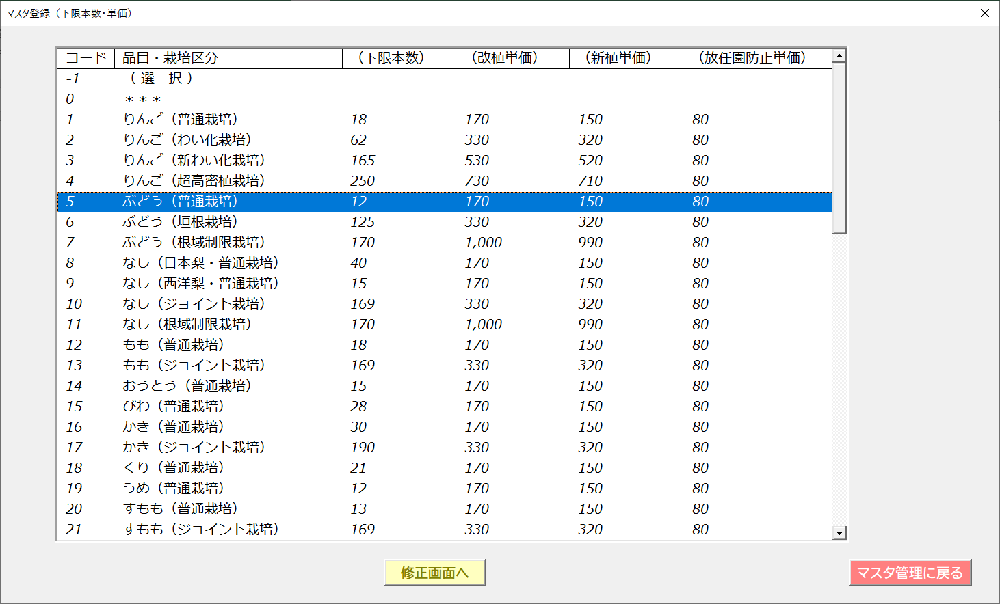 マスタ登録（下限本数・単価）
コード 品目・栽培区分 （下限本数） （改植単価） （新植単価） （放任園防止単価）
-1 （ 選　択 ）
0 ＊＊＊
1 りんご（普通栽培） 18 170 150 80
2 りんご（わい化栽培） 62 330 320 80
3 りんご（新わい化栽培） 165 530 520 80
4 りんご（超高密植栽培） 250 730 710 80
5 ぶどう（普通栽培） 12 170 150 80
6 ぶどう（垣根栽培） 125 330 320 80
7 ぶどう（根域制限栽培） 170 1,000 990 80
8 なし（日本梨・普通栽培） 40 170 150 80
9 なし（西洋梨・普通栽培） 15 170 150 80
10 なし（ジョイント栽培） 169 330 320 80
11 なし（根域制限栽培） 170 1,000 990 80
12 もも（普通栽培） 18 170 150 80
13 もも（ジョイント栽培） 169 330 320 80
14 おうとう（普通栽培） 15 170 150 80
15 びわ（普通栽培） 28 170 150 80
16 かき（普通栽培） 30 170 150 80
17 かき（ジョイント栽培） 190 330 320 80
18 くり（普通栽培） 21 170 150 80
19 うめ（普通栽培） 12 170 150 80
20 すもも（普通栽培） 13 170 150 80
21 すもも（ジョイント栽培） 169 330 320 80
修正画面へ
マスタ管理に戻る